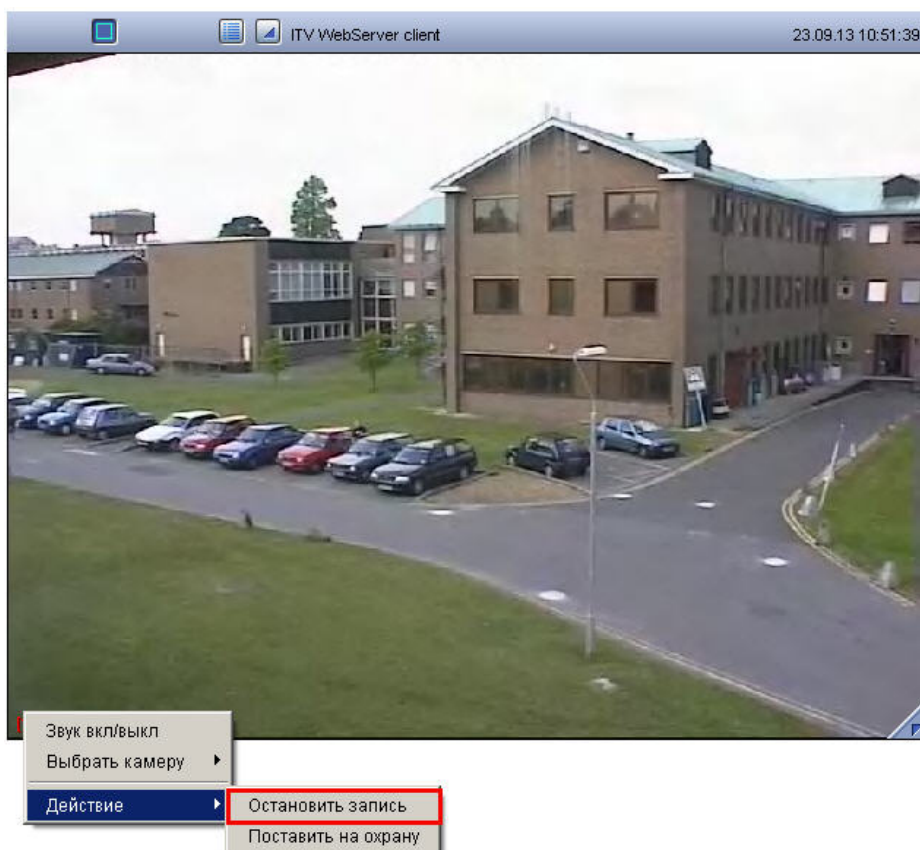 ITV WebServer client
23.09.13 10:51:39
Звук вкл/выкл
Выбрать камеру
Действие
Остановить запись
Поставить на охрану